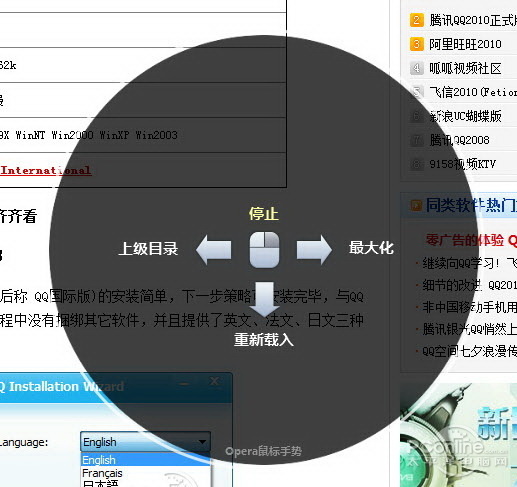 腾讯QQ2010正式版
阿里旺旺2010
呱呱视频社区
飞信2010(Fetion
新浪UC蝴蝶版
腾讯QQ2008
9158视频KTV
62k
9X WinNT Win2000 WinXP Win2003
International
齐齐看
停止
上级目录
最大化
重新载入
后称 QQ国际版)的安装简单，下一步策略 安装完毕，与QQ
程中没有捆绑其它软件，并且提供了英文、法文、日文三种
同类软件热门
零广告的体验 Q
·继续向QQ学习！飞
·细节的改进 QQ201
·非中国移动手机用
·腾讯银 QQ悄然上
·QQ空间七夕浪漫传
Q Installation Wizard
Language:
English
English
Français
日本語
Opera鼠标手势
PConline
太平洋电脑网